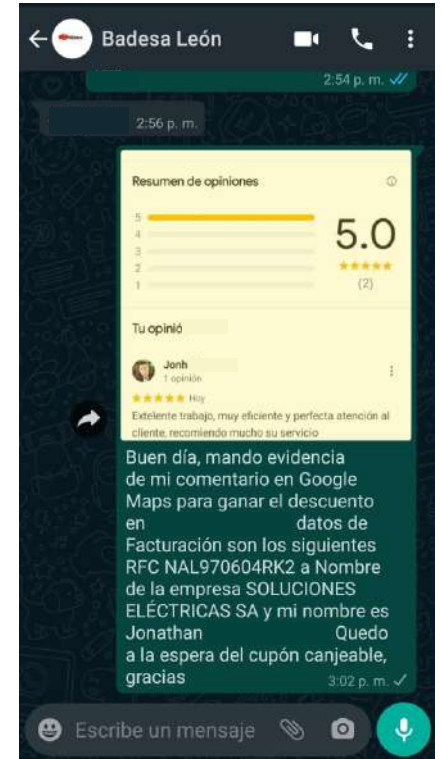 Badesa León
2:54 p. m.
2:56 p. m.
Resumen de opiniones
5
4
3
2
1
5.0
(2)
Tu opinió
Jonh
1 opinión
Hoy
Extelente trabajo, muy eficiente y perfecta atención al
cliente, recomiendo mucho su servicio
Buen día, mando evidencia
de mi comentario en Google
Maps para ganar el descuento
en datos de
Facturación son los siguientes
RFC NAL970604RK2 a Nombre
de la empresa SOLUCIONES
ELÉCTRICAS SA y mi nombre es
Jonathan Quedo
a la espera del cupón canjeable,
gracias
3:02 p. m.
Escribe un mensaje